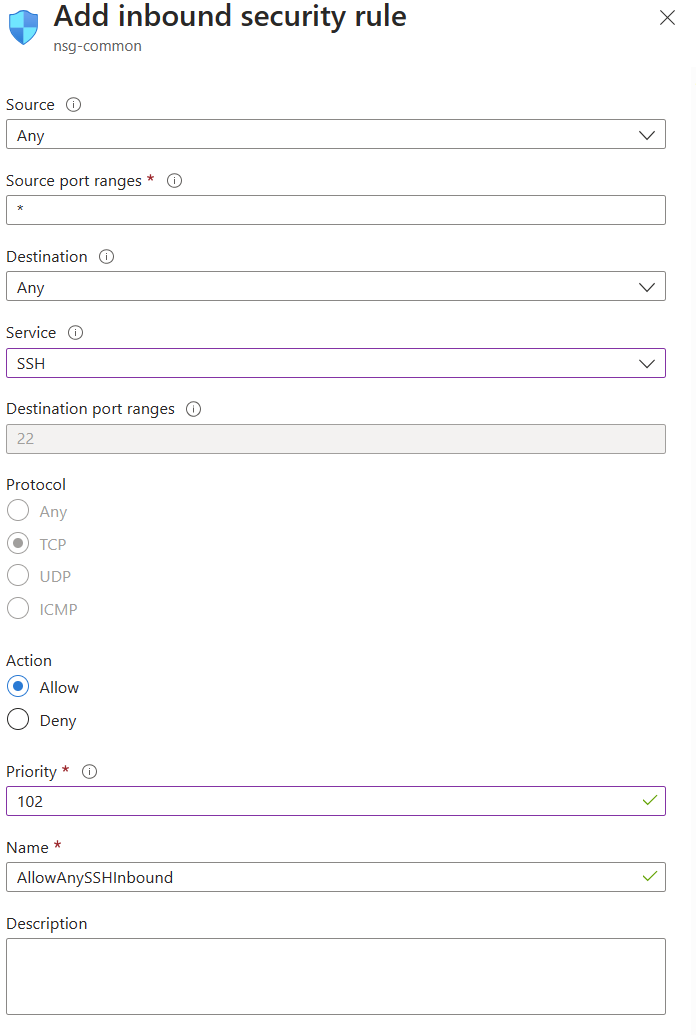 Add inbound security rule
nsg-common
Source
Any
Source port ranges *
*
Destination
Any
Service
SSH
Destination port ranges
22
Protocol
Any
TCP
UDP
ICMP
Action
Allow
Deny
Priority *
102
Name *
AllowAnySSHInbound
Description